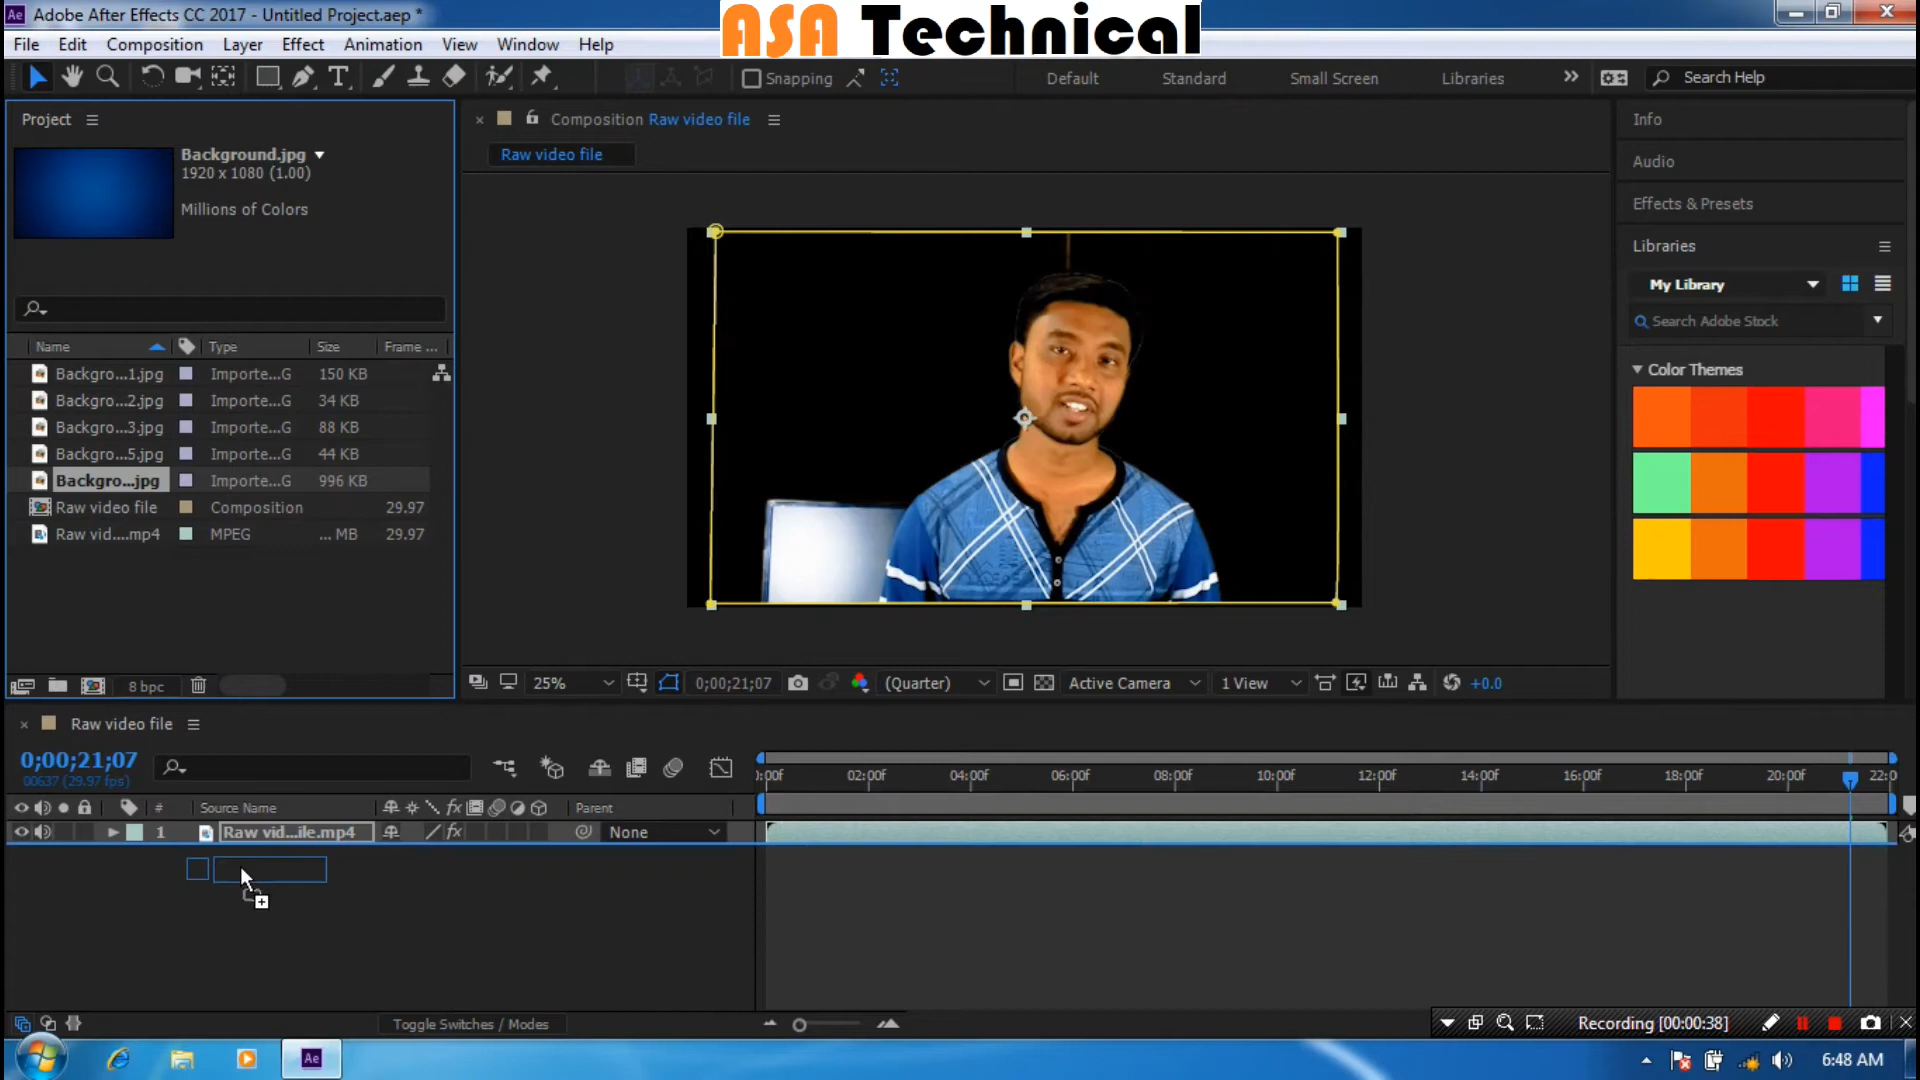 Adobe After Effects CC 2017 - Untitled Project.aep *
ASA Technical
File Edit Composition Layer Effect Animation View Window Help
Snapping Default Standard Small Screen Libraries Search Help
Project
Composition Raw video file
Info
Background.jpg
1920 x 1080 (1.00)
Millions of Colors
Raw video file
Audio
Effects & Presets
Libraries
My Library
Search Adobe Stock
Name Type Size Frame ...
Color Themes
Backgro...1.jpg Importe...G 150 KB
Backgro...2.jpg Importe...G 34 KB
Backgro...3.jpg Importe...G 88 KB
Backgro...5.jpg Importe...G 44 KB
Backgro...jpg Importe...G 996 KB
Raw video file Composition 29.97
Raw vid....mp4 MPEG ... MB 29.97
8 bpc 25% 0;00;21;07 (Quarter) Active Camera 1 View +0.0
Raw video file
0;00;21;07
00637 (29.97 fps)
):00f 02:00f 04:00f 06:00f 08:00f 10:00f 12:00f 14:00f 16:00f 18:00f 20:00f 22:0
# Source Name fx Parent
1 Raw vid...ile.mp4 fx None
Toggle Switches / Modes
Recording [00:00:38]
Ae
6:48 AM